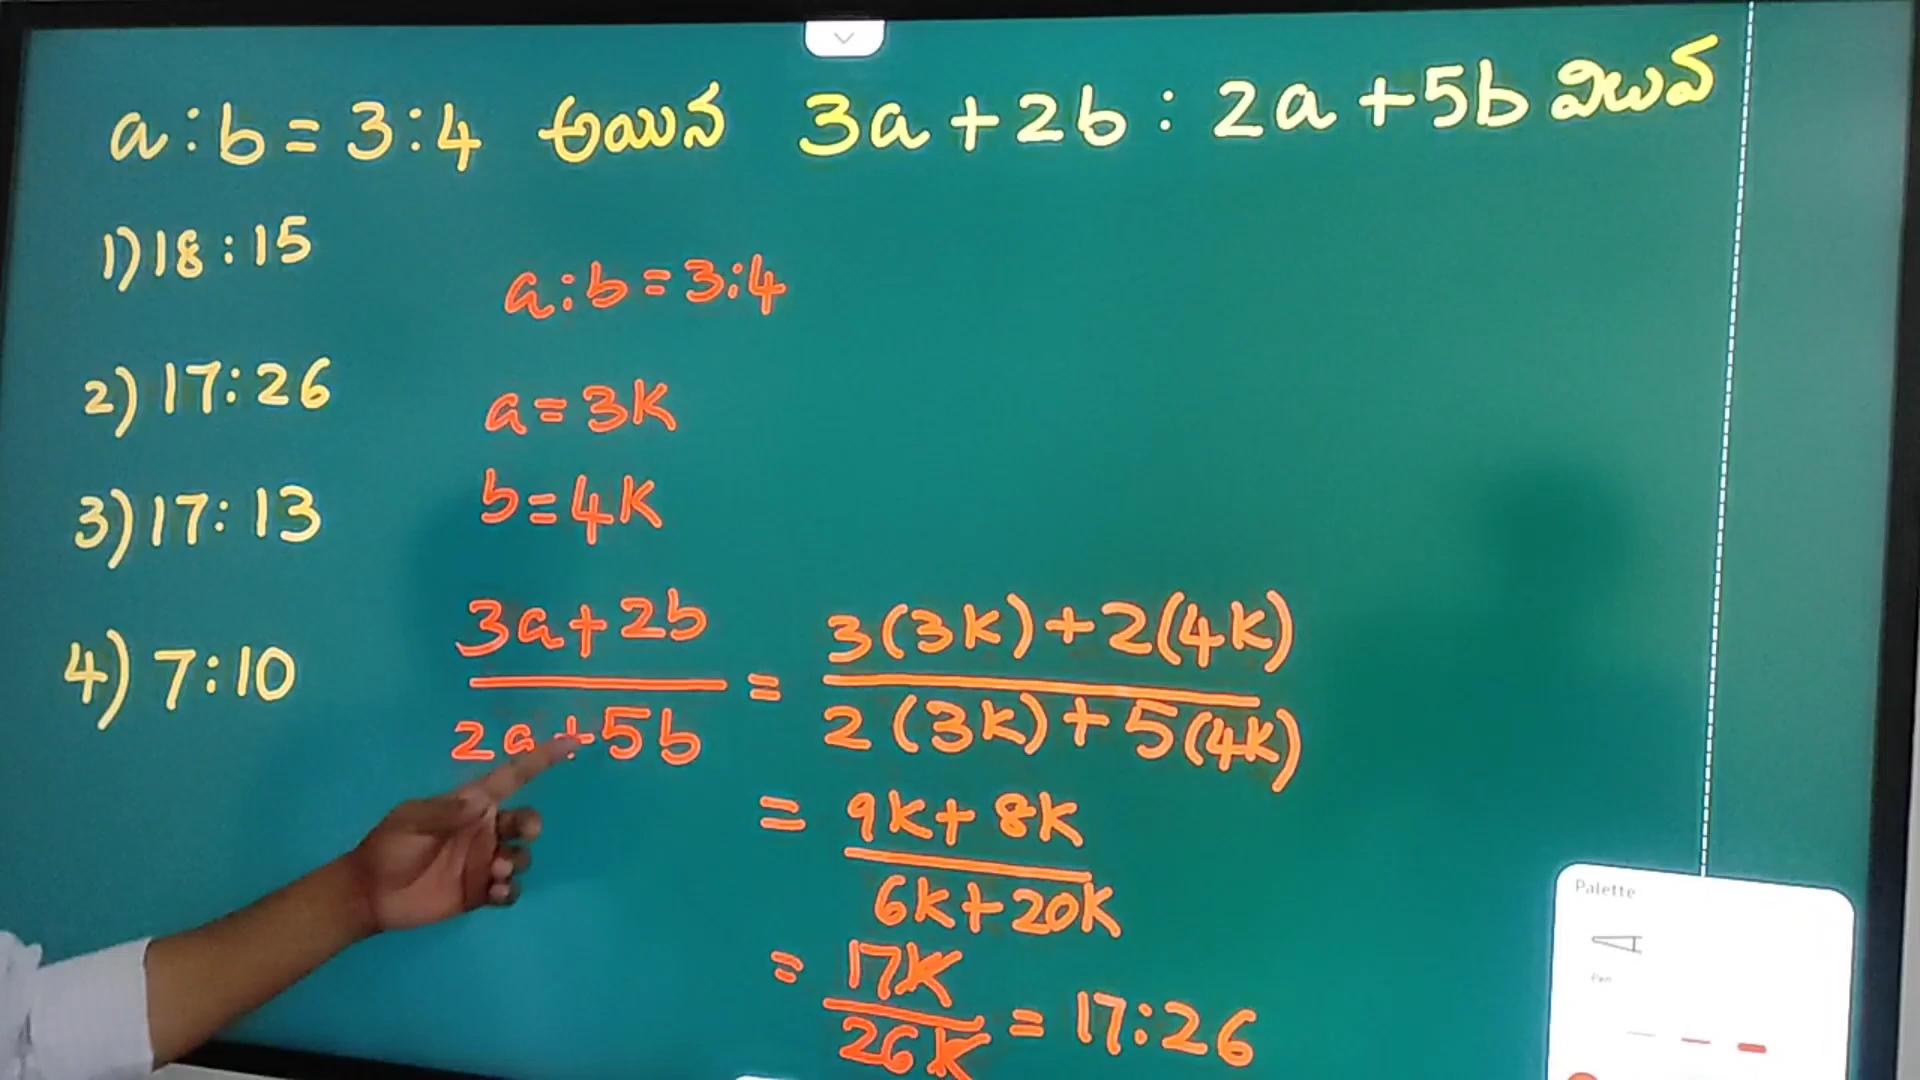 a:b=3:4 అయిన 3a+2b : 2a+5b విలువ
1) 18:15
2) 17:26
3) 17:13
4) 7:10
a:b=3:4
a=3K
b=4K
3a+2b/2a+5b = 3(3K)+2(4K)/2(3K)+5(4K)
= 9K+8K/6K+20K
= 17K/26K = 17:26
Palette
Pen